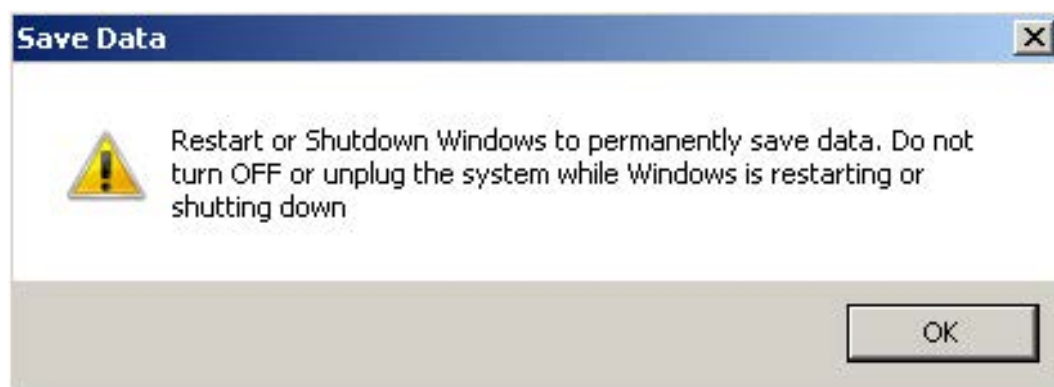 Save Data
Restart or Shutdown Windows to permanently save data. Do not
turn OFF or unplug the system while Windows is restarting or
shutting down
OK